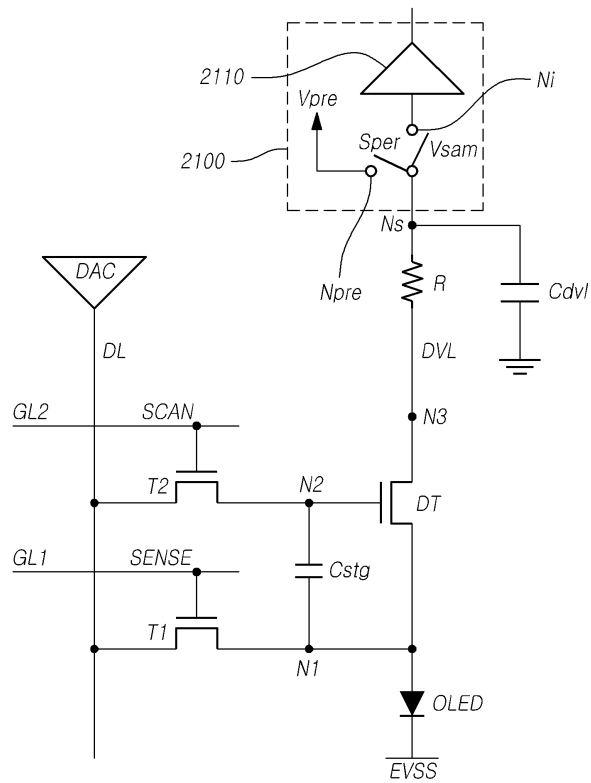 2110
Ni
Vpre
Sper
Vsam
2100
Ns
Npre
R
Cdvl
DAC
DL
DVL
GL2
SCAN
N3
T2
N2
DT
GL1
SENSE
Cstg
T1
N1
OLED
EVSS